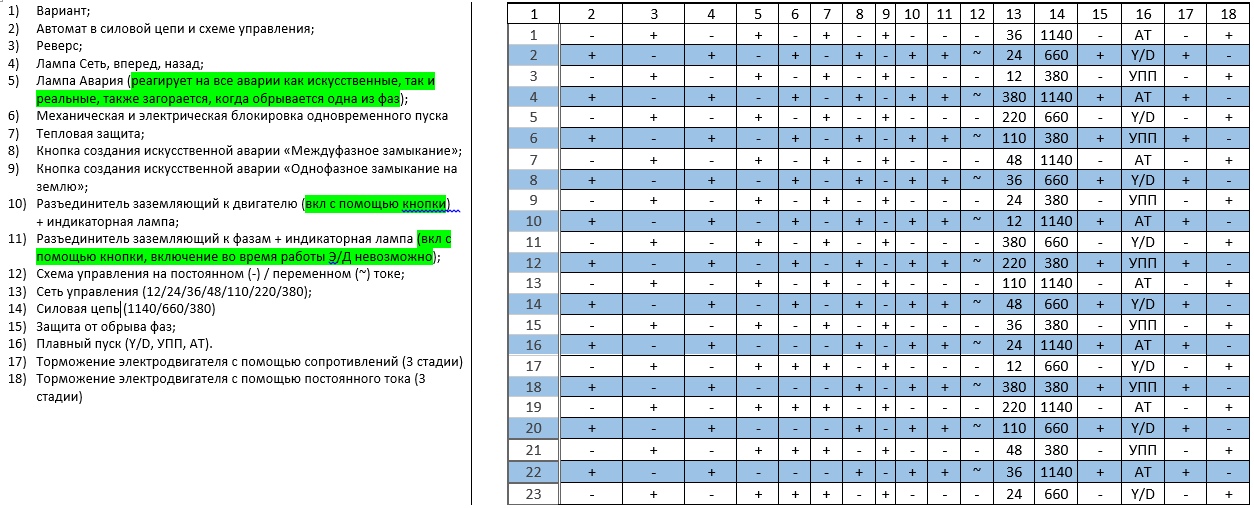 1) Вариант;
2) Автомат в силовой цепи и схеме управления;
3) Реверс;
4) Лампа Сеть, вперед, назад;
5) Лампа Авария (реагирует на все аварии как искусственные, так и
реальные, также загорается, когда обрывается одна из фаз);
6) Механическая и электрическая блокировка одновременного пуска
7) Тепловая защита;
8) Кнопка создания искусственной аварии «Междуфазное замыкание»;
9) Кнопка создания искусственной аварии «Однофазное замыкание на
землю»;
10) Разъединитель заземляющий к двигателю (вкл с помощью кнопки)
+ индикаторная лампа;
11) Разъединитель заземляющий к фазам + индикаторная лампа (вкл с
помощью кнопки, включение во время работы Э/Д невозможно);
12) Схема управления на постоянном (-) / переменном (~) токе;
13) Сеть управления (12/24/36/48/110/220/380);
14) Силовая цепь (1140/660/380)
15) Защита от обрыва фаз;
16) Плавный пуск (Y/D, УПП, АТ).
17) Торможение электродвигателя с помощью сопротивлений (3 стадии)
18) Торможение электродвигателя с помощью постоянного тока (3
стадии)
1 2 3 4 5 6 7 8 9 10 11 12 13 14 15 16 17 18
1 - + - + - + - + - - - 36 1140 - АТ - +
2 + - + - + - + - + + ~ 24 660 + Y/D + -
3 - + - + - + - + - - - 12 380 - УПП - +
4 + - + - + - + - + + ~ 380 1140 + АТ + -
5 - + - + - + - + - - - 220 660 - Y/D - +
6 + - + - + - + - + + ~ 110 380 + УПП + -
7 - + - + - + - + - - - 48 1140 - АТ - +
8 + - + - + - + - + + ~ 36 660 + Y/D + -
9 - + - + - + - + - - - 24 380 - УПП - +
10 + - + - + - + - + + ~ 12 1140 + АТ + -
11 - + - + - + - + - - - 380 660 - Y/D - +
12 + - + - + - + - + + ~ 220 380 + УПП + -
13 - + - + - + - + - - - 110 1140 - АТ - +
14 + - + - + - + - + + ~ 48 660 + Y/D + -
15 - + - + - + - + - - - 36 380 - УПП - +
16 + - + - + - + - + + ~ 24 1140 + АТ + -
17 - + - + + + - + - - - 12 660 - Y/D - +
18 + - + - - - + - + + ~ 380 380 + УПП + -
19 - + - + + + - + - - - 220 1140 - АТ - +
20 + - + - - - + - + + ~ 110 660 + Y/D + -
21 - + - + + + - + - - - 48 380 - УПП - +
22 + - + - - - + - + + ~ 36 1140 + АТ + -
23 - + - + + + - + - - - 24 660 - Y/D - +